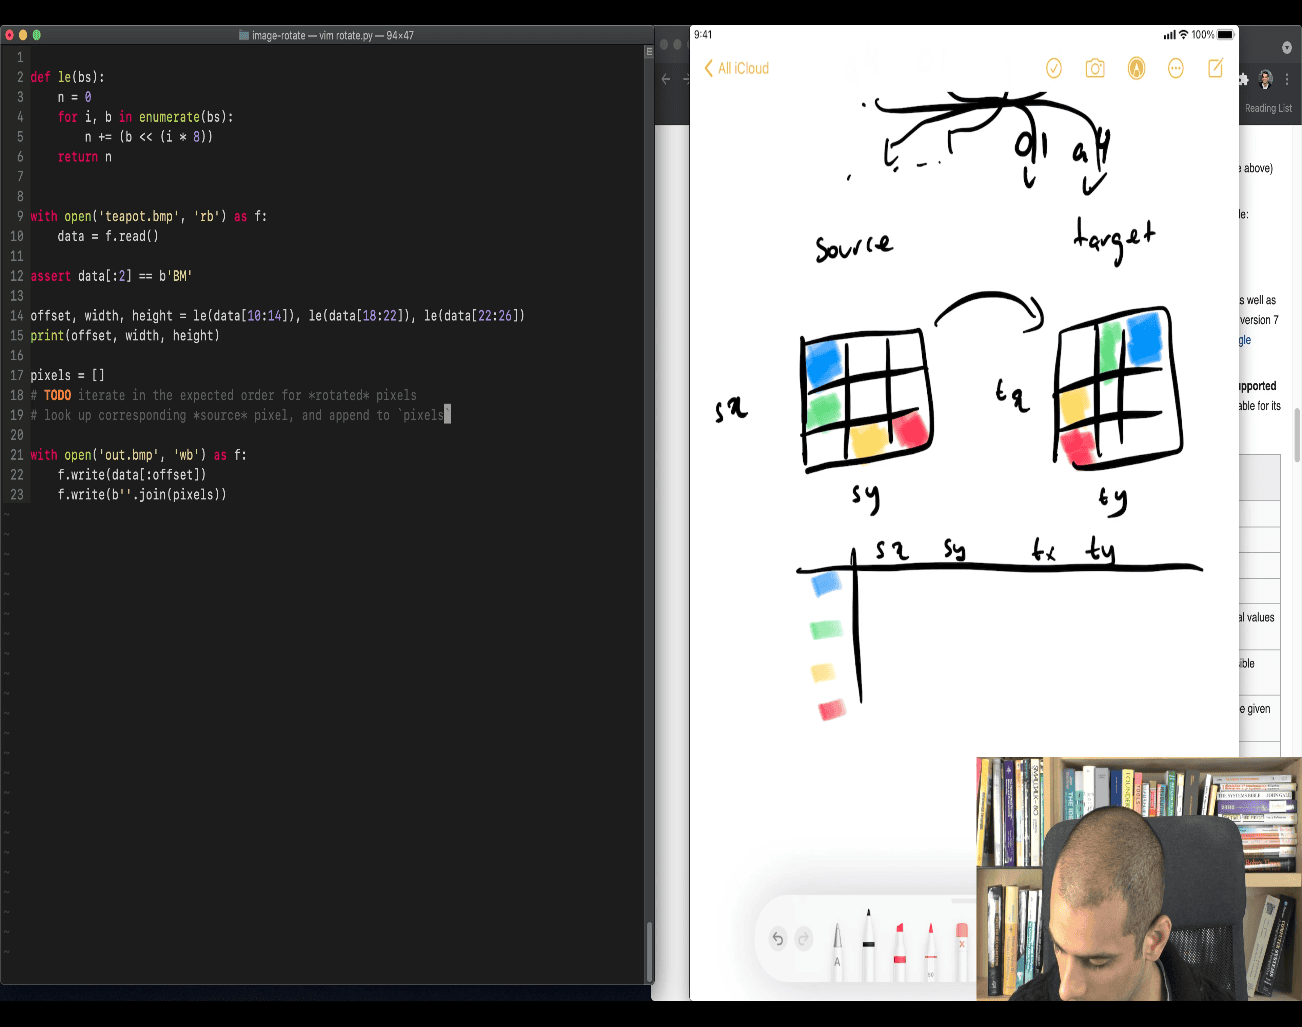 image-rotate — vim rotate.py — 94×47
1
2 def le(bs):
3 n = 0
4 for i, b in enumerate(bs):
5 n += (b << (i * 8))
6 return n
7
8
9 with open('teapot.bmp', 'rb') as f:
10 data = f.read()
11
12 assert data[:2] == b'BM'
13
14 offset, width, height = le(data[10:14]), le(data[18:22]), le(data[22:26])
15 print(offset, width, height)
16
17 pixels = []
18 # TODO iterate in the expected order for *rotated* pixels
19 # look up corresponding *source* pixel, and append to `pixels`
20
21 with open('out.bmp', 'wb') as f:
22 f.write(data[:offset])
23 f.write(b''.join(pixels))
9:41
100%
All iCloud
source
target
sx
tx
sy
ty
sx sy tx ty
Reading List
above)
s well as
version 7
gle
pported
able for its
al values
ible
e given